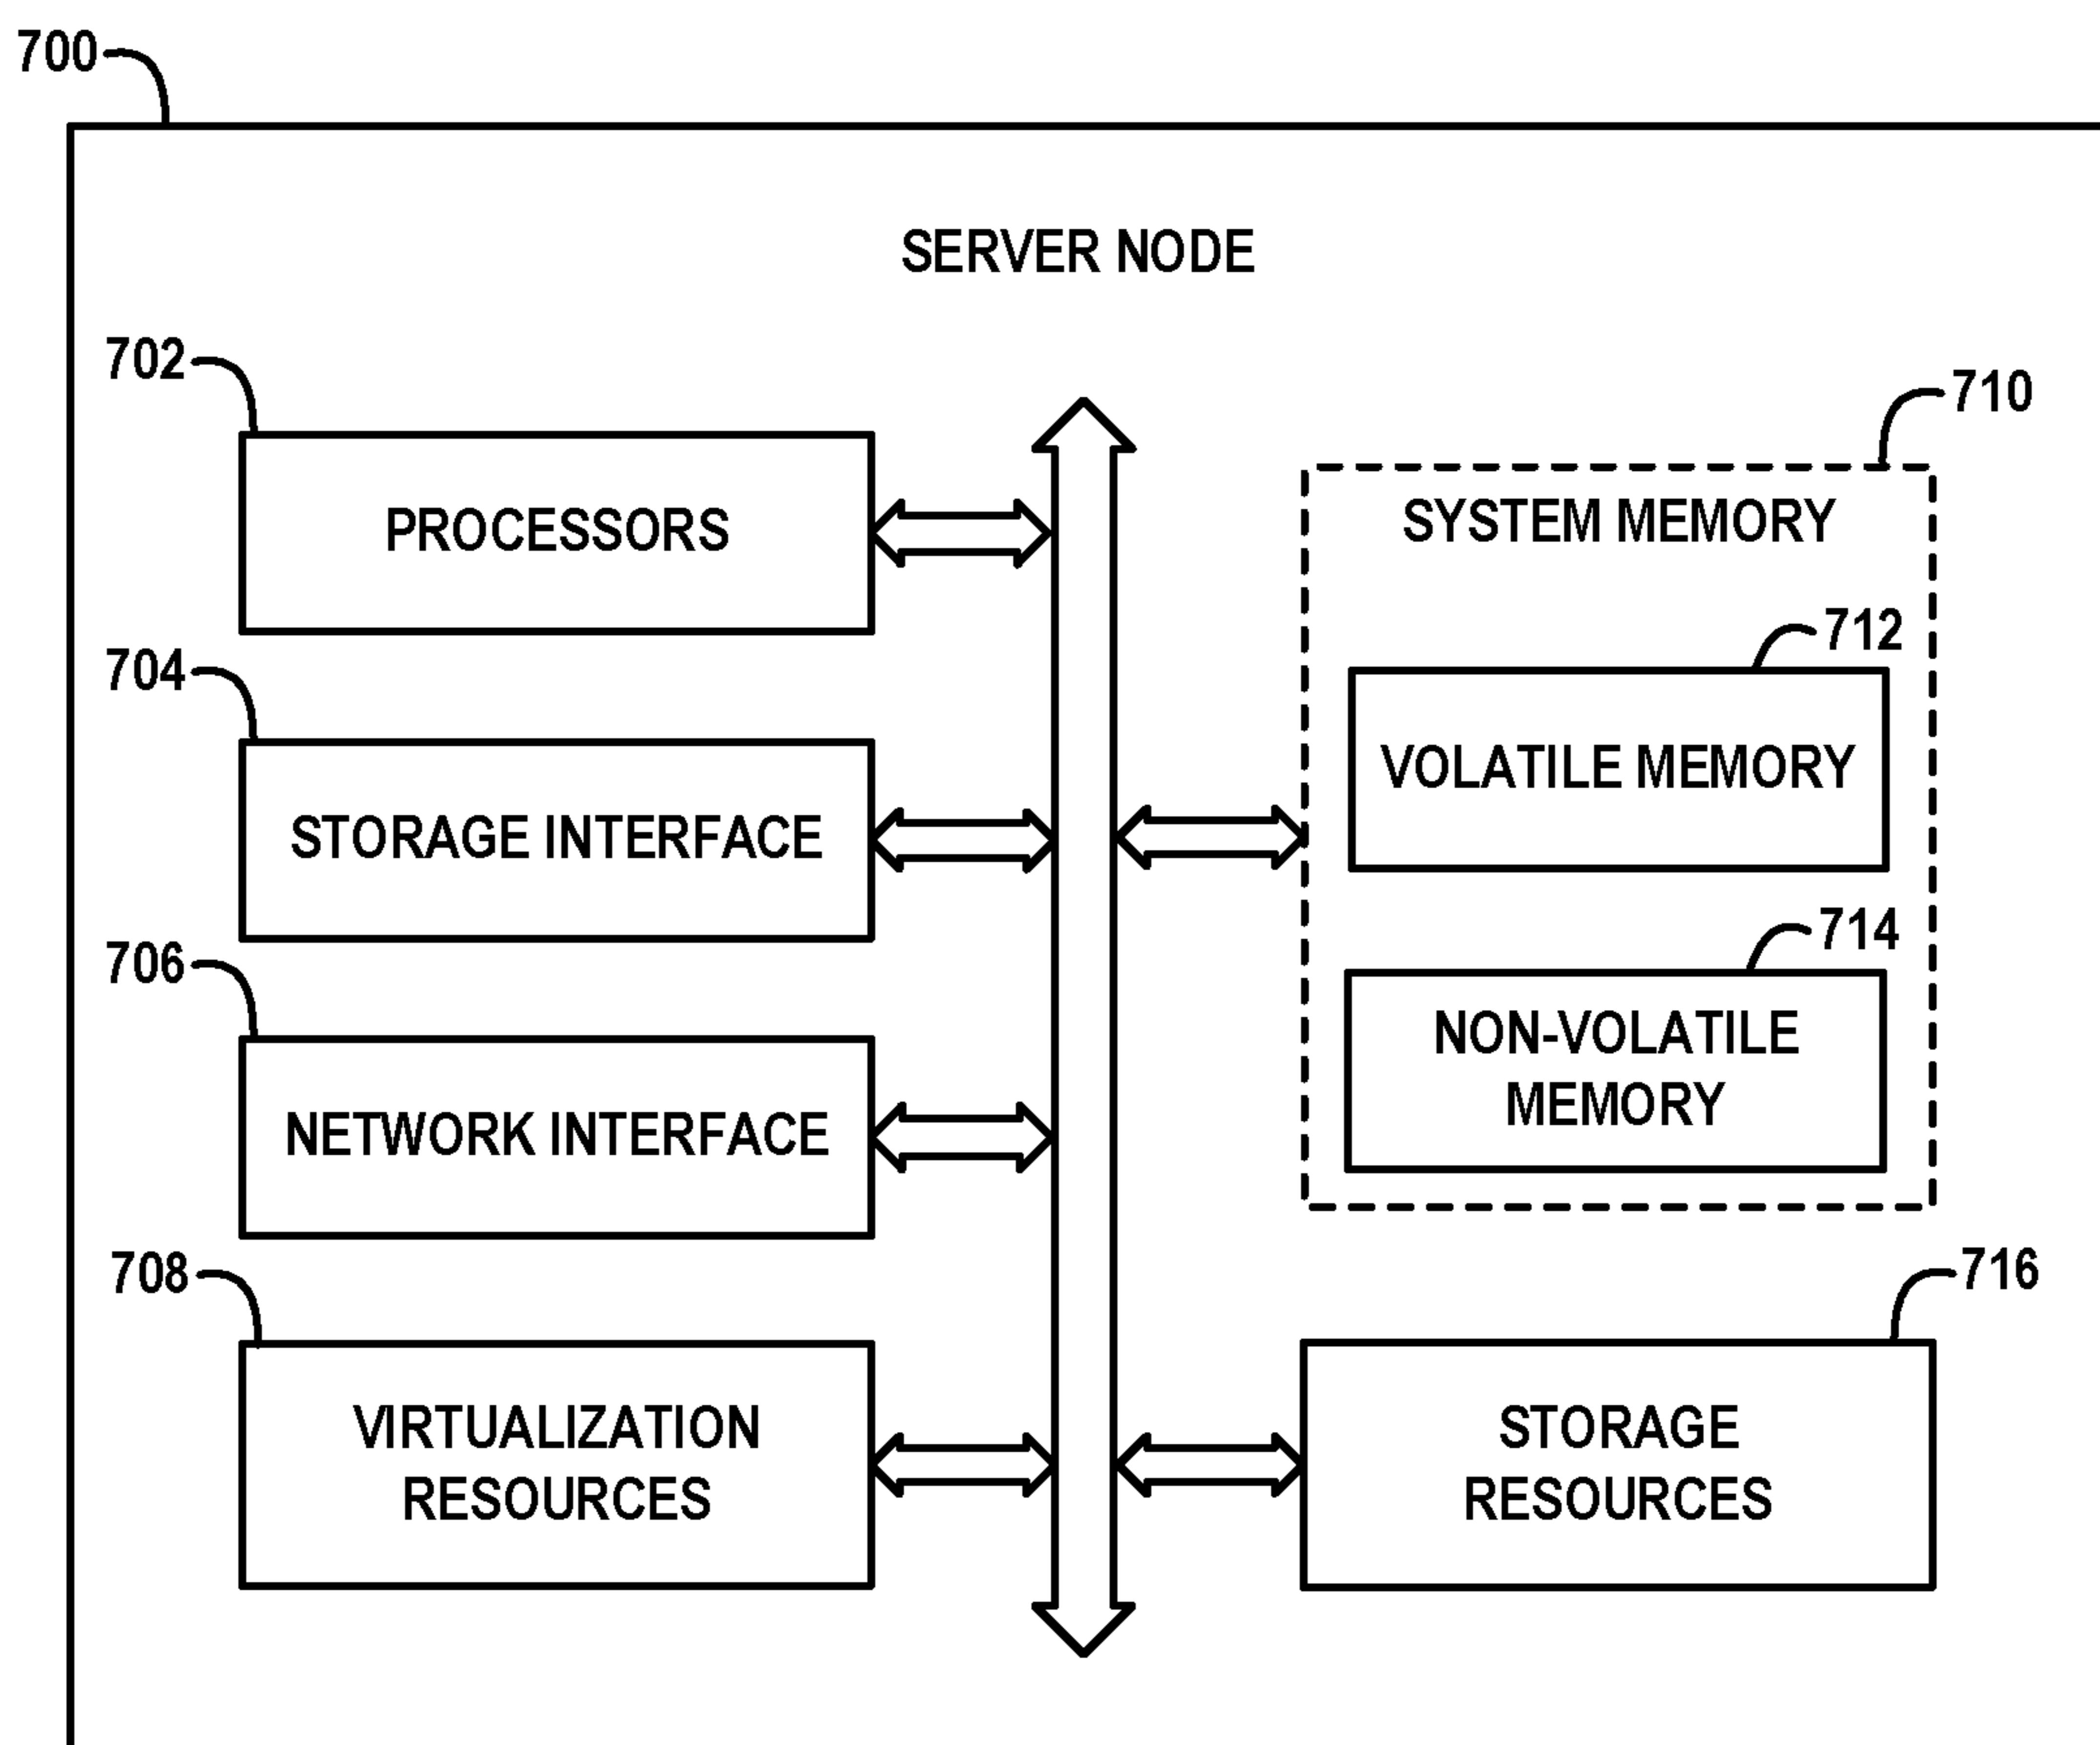 700
SERVER NODE
702
PROCESSORS
704
STORAGE INTERFACE
706
NETWORK INTERFACE
708
VIRTUALIZATION
RESOURCES
710
SYSTEM MEMORY
712
VOLATILE MEMORY
714
NON-VOLATILE
MEMORY
716
STORAGE
RESOURCES